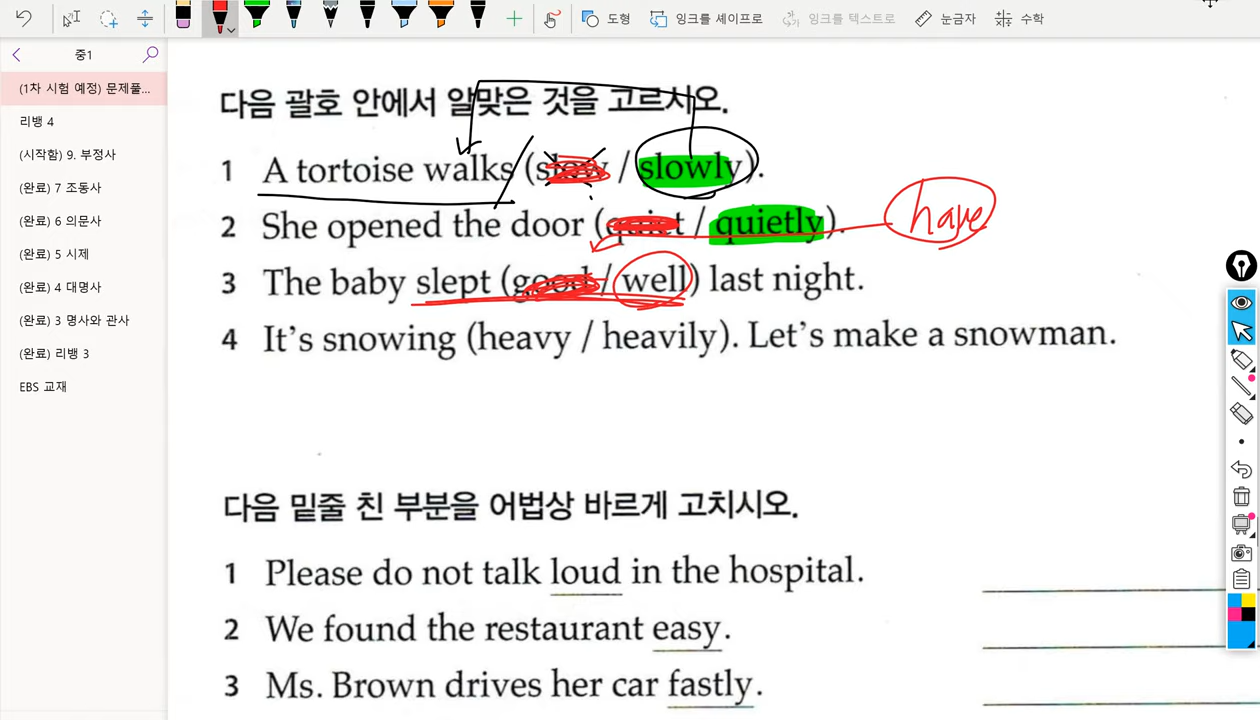 도형
잉크를 셰이프로
잉크를 텍스트로
눈금자
수학
중1
(1차 시험 예정) 문제풀...
리뱅 4
(시작함) 9. 부정사
(완료) 7 조동사
(완료) 6 의문사
(완료) 5 시제
(완료) 4 대명사
(완료) 3 명사와 관사
(완료) 리뱅 3
EBS 교재
다음 괄호 안에서 알맞은 것을 고르시오.
1 A tortoise walks (slow / slowly).
2 She opened the door (quiet / quietly).
have
3 The baby slept (good / well) last night.
4 It's snowing (heavy / heavily). Let's make a snowman.
다음 밑줄 친 부분을 어법상 바르게 고치시오.
1 Please do not talk loud in the hospital.
2 We found the restaurant easy.
3 Ms. Brown drives her car fastly.